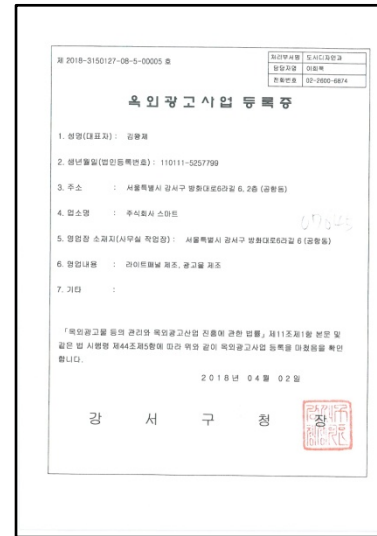 제 2018-3150127-08-5-00005 호
처리부서명 도시디자인과
담당자명
전화번호 02-2600-6874
옥외광고사업 등록증
1. 성명(대표자) : 김왕제
2. 생년월일(법인등록번호) : 110111-5257799
3. 주소 : 서울특별시 강서구 방화대로6라길 6, 2층 (공항동)
4. 업소명 : 주식회사 스마트
5. 영업장 소재지(사무실 작업장) : 서울특별시 강서구 방화대로6라길 6 (공항동)
6. 영업내용 : 라이트패널 제조, 광고물 제조
7. 기타 :
「옥외광고물 등의 관리와 옥외광고산업 진흥에 관한 법률」 제11조제1항 본문 및
같은 법 시행령 제44조제5항에 따라 위와 같이 옥외광고사업 등록을 마쳤음을 확인
합니다.
2018년 04월 02일
강 서 구 청 장